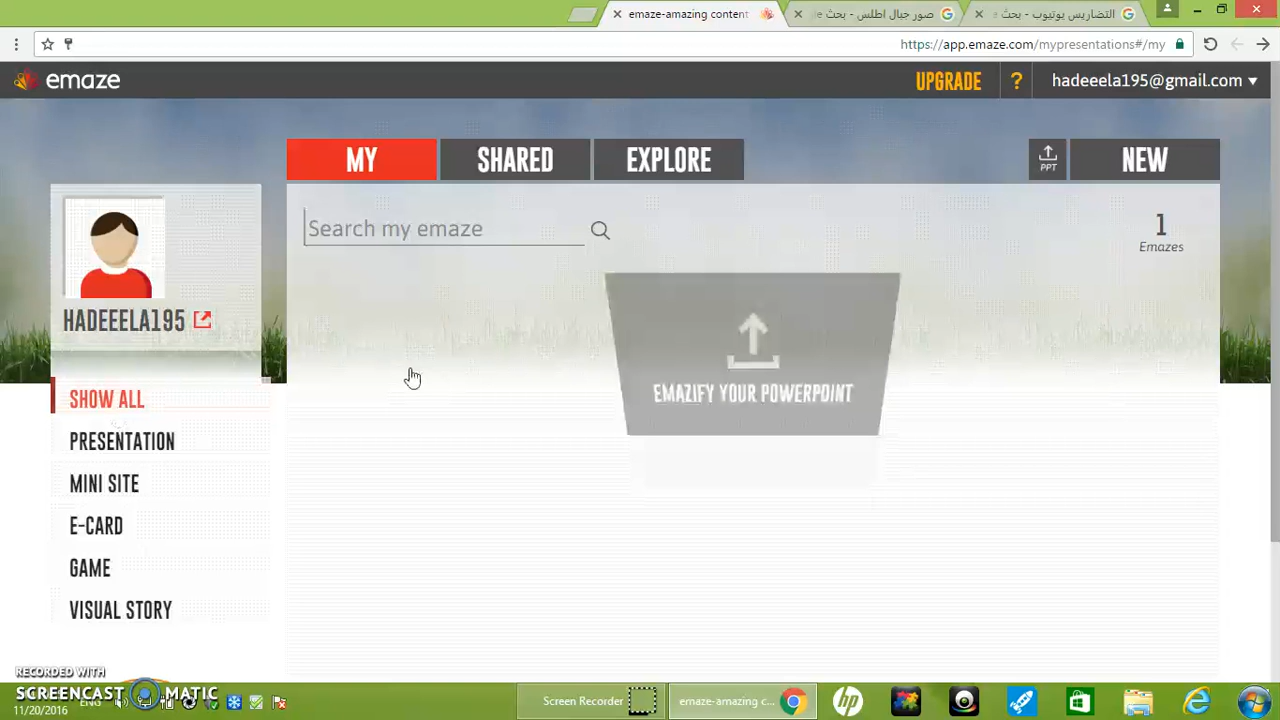 emaze-amazing content
صور جبال اطلس - بحث
التضاريس يوتيوب - بحث
https://app.emaze.com/mypresentations#/my
emaze
UPGRADE
?
hadeeela195@gmail.com
MY
SHARED
EXPLORE
PPT
NEW
Search my emaze
1
Emazes
HADEEELA195
EMAZIFY YOUR POWERPOINT
SHOW ALL
PRESENTATION
MINI SITE
E-CARD
GAME
VISUAL STORY
RECORDED WITH
SCREENCAST MATIC
ENG
11/20/2016
Screen Recorder
emaze-amazing c...
hp